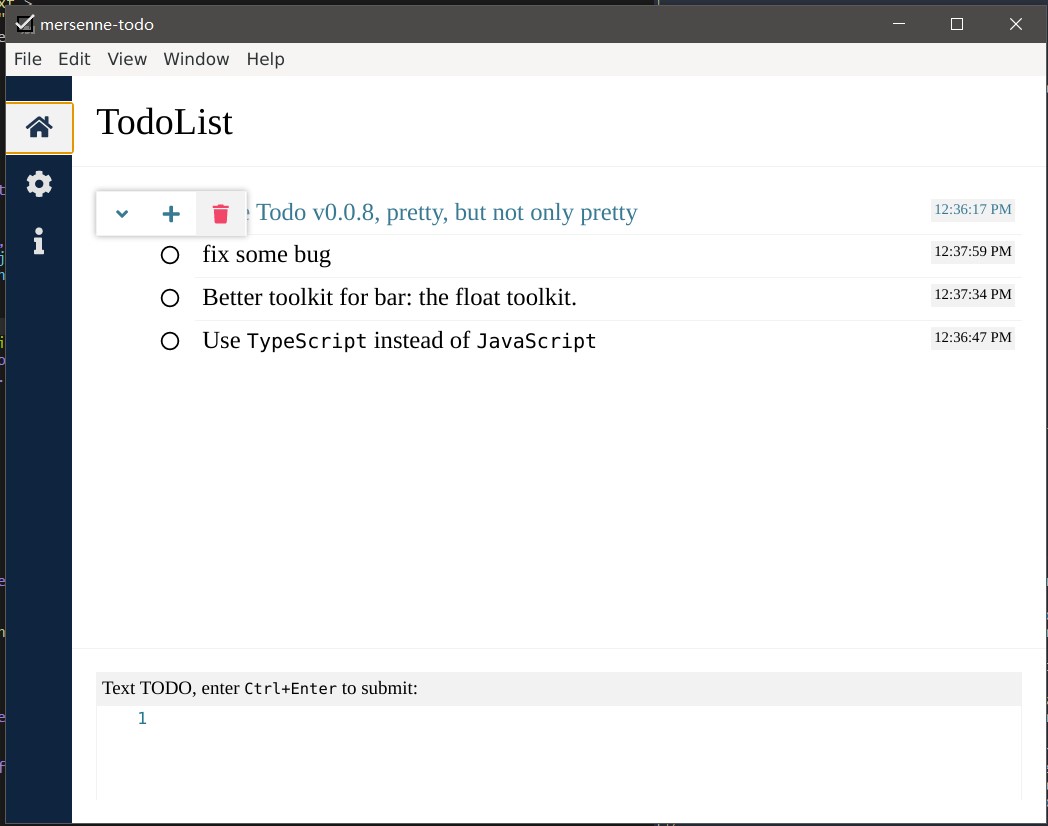 mersenne-todo
File Edit View Window Help
TodoList
Todo v0.0.8, pretty, but not only pretty 12:36:17 PM
fix some bug 12:37:59 PM
Better toolkit for bar: the float toolkit. 12:37:34 PM
Use TypeScript instead of JavaScript 12:36:47 PM
Text TODO, enter Ctrl+Enter to submit:
1